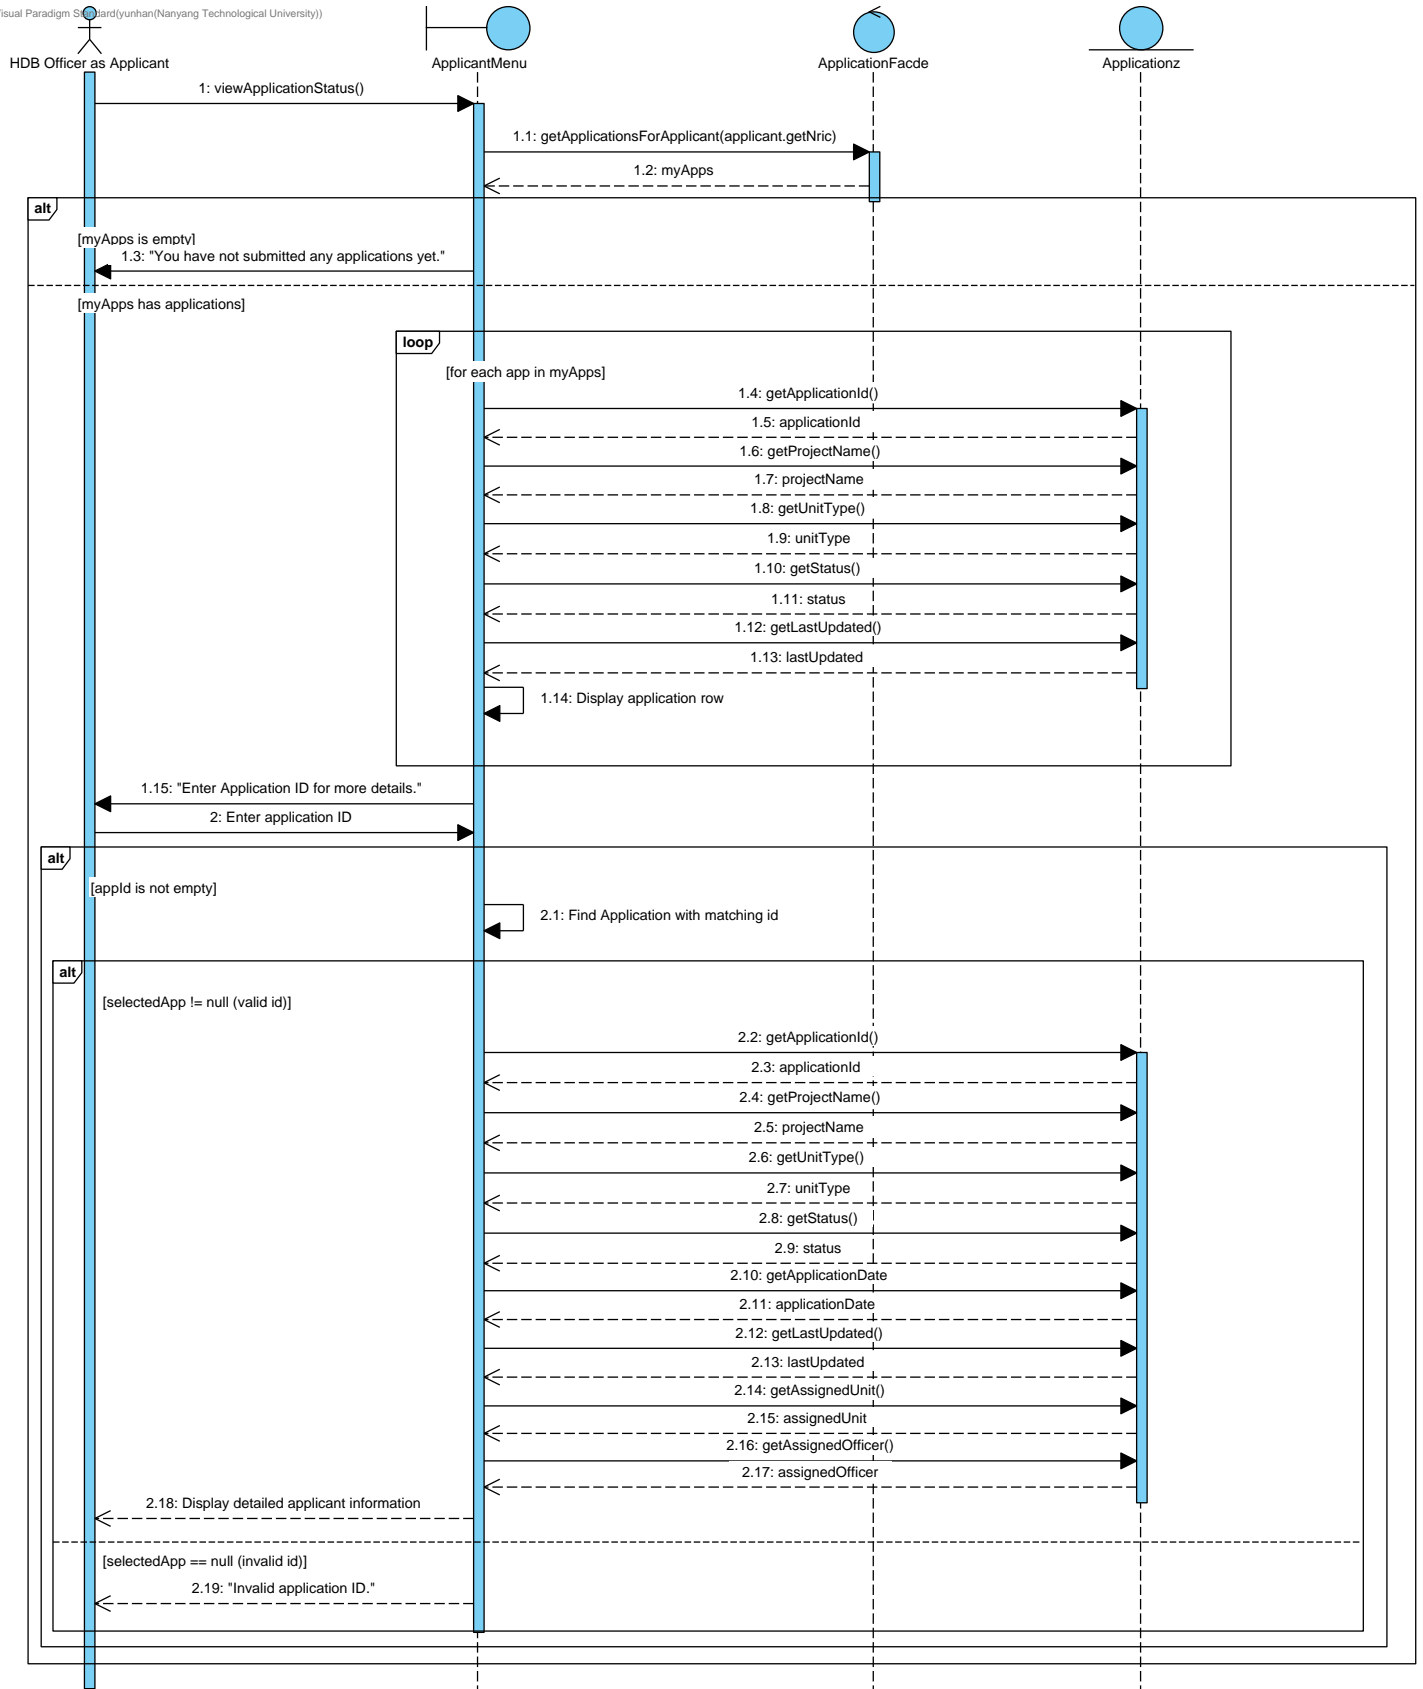 Visual Paradigm Standard(yunhan(Nanyang Technological University))
HDB Officer as Applicant
ApplicantMenu
ApplicationFacde
Applicationz
1: viewApplicationStatus()
1.1: getApplicationsForApplicant(applicant.getNric)
1.2: myApps
alt
[myApps is empty]
1.3: "You have not submitted any applications yet."
[myApps has applications]
loop
[for each app in myApps]
1.4: getApplicationId()
1.5: applicationId
1.6: getProjectName()
1.7: projectName
1.8: getUnitType()
1.9: unitType
1.10: getStatus()
1.11: status
1.12: getLastUpdated()
1.13: lastUpdated
1.14: Display application row
1.15: "Enter Application ID for more details."
2: Enter application ID
alt
[appId is not empty]
2.1: Find Application with matching id
alt
[selectedApp != null (valid id)]
2.2: getApplicationId()
2.3: applicationId
2.4: getProjectName()
2.5: projectName
2.6: getUnitType()
2.7: unitType
2.8: getStatus()
2.9: status
2.10: getApplicationDate
2.11: applicationDate
2.12: getLastUpdated()
2.13: lastUpdated
2.14: getAssignedUnit()
2.15: assignedUnit
2.16: getAssignedOfficer()
2.17: assignedOfficer
2.18: Display detailed applicant information
[selectedApp == null (invalid id)]
2.19: "Invalid application ID."